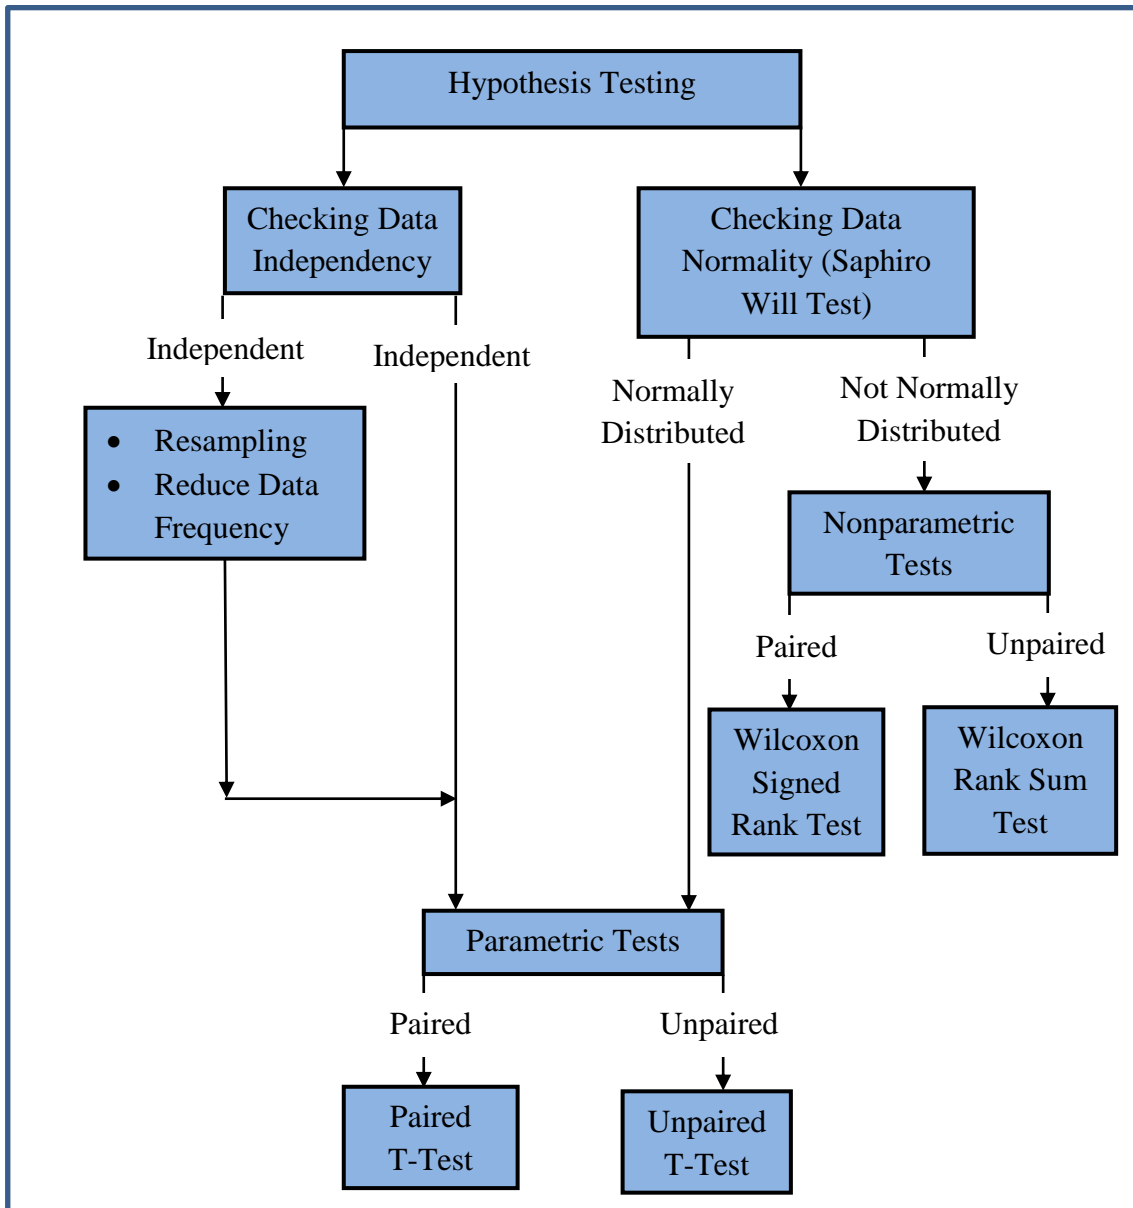 Hypothesis Testing
Checking Data
Independency
Checking Data
Normality (Saphiro
Will Test)
Independent
Independent
Normally
Distributed
Not Normally
Distributed
• Resampling
• Reduce Data
Frequency
Nonparametric
Tests
Paired
Unpaired
Wilcoxon
Signed
Rank Test
Wilcoxon
Rank Sum
Test
Parametric Tests
Paired
Unpaired
Paired
T-Test
Unpaired
T-Test